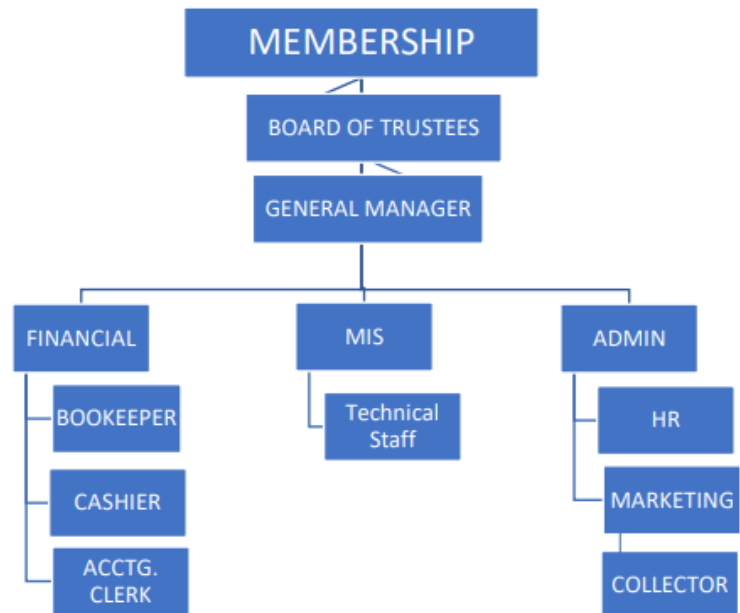 MEMBERSHIP
BOARD OF TRUSTEES
GENERAL MANAGER
FINANCIAL
MIS
ADMIN
BOOKEEPER
Technical
Staff
HR
CASHIER
MARKETING
ACCTG.
CLERK
COLLECTOR